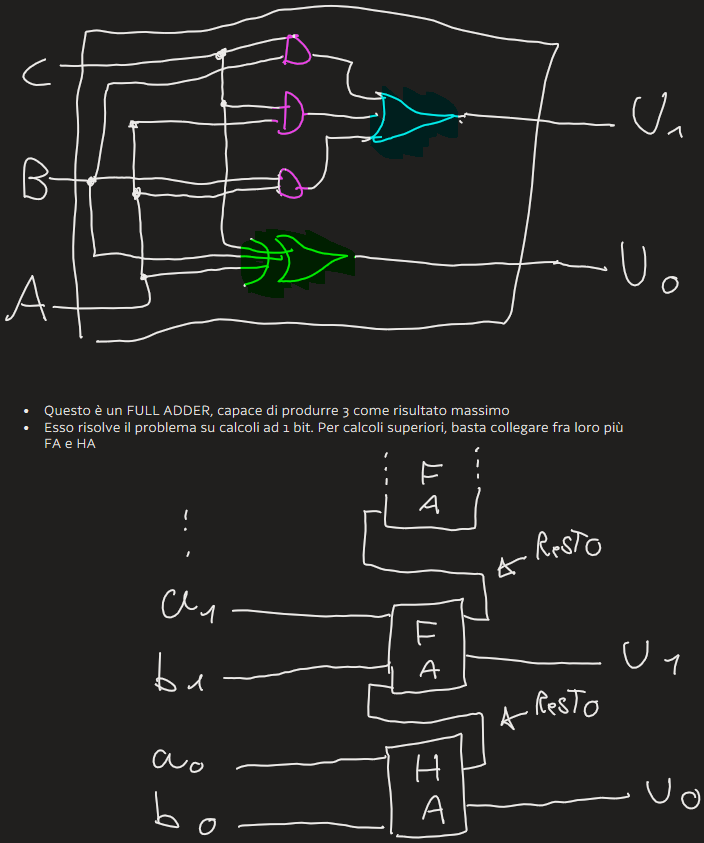 C
U1
B
U0
A
• Questo è un FULL ADDER, capace di produrre 3 come risultato massimo
• Esso risolve il problema su calcoli ad 1 bit. Per calcoli superiori, basta collegare fra loro più
FA e HA
F
A
ResTO
a1
F
A
U1
b1
ResTO
a0
H
A
U0
b0